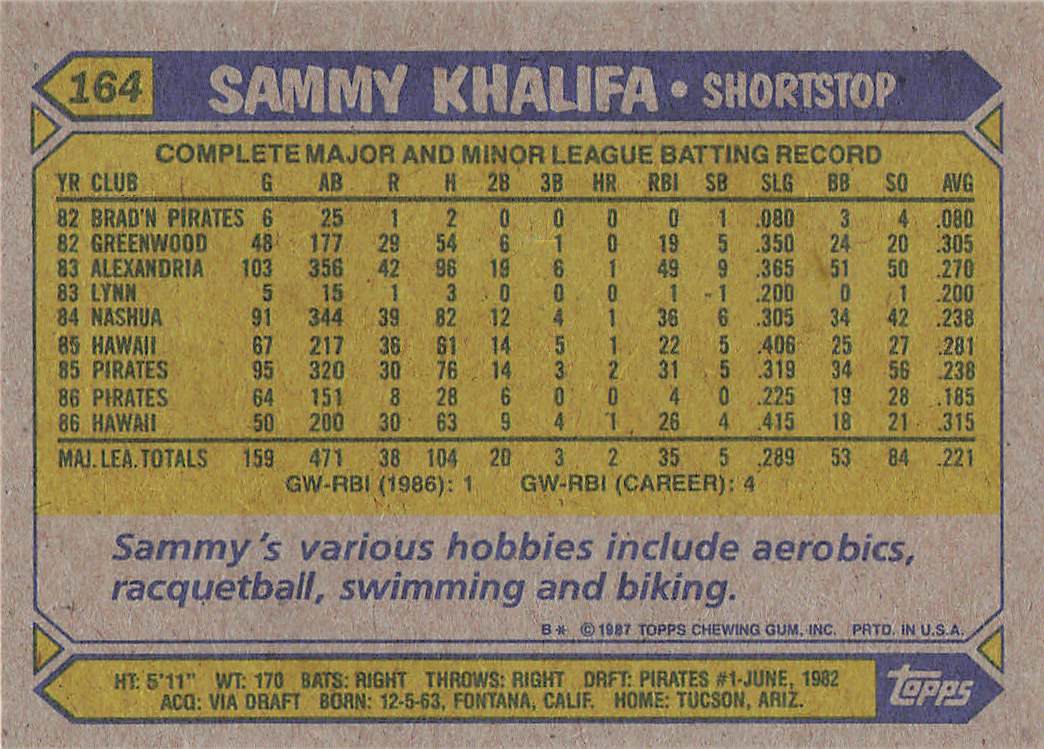 164 SAMMY KHALIFA • SHORTSTOP
COMPLETE MAJOR AND MINOR LEAGUE BATTING RECORD
YR CLUB G AB R H 2B 3B HR RBI SB SLG BB SO AVG
82 BRAD'N PIRATES 6 25 1 2 0 0 0 0 1 .080 3 4 .080
82 GREENWOOD 48 177 29 54 6 1 0 19 5 .350 24 20 .305
83 ALEXANDRIA 103 356 42 96 19 6 1 49 9 .365 51 50 .270
83 LYNN 5 15 1 3 0 0 0 1 1 .200 0 1 .200
84 NASHUA 91 344 39 82 12 4 1 36 6 .305 34 42 .238
85 HAWAII 67 217 36 61 14 5 1 22 5 .406 25 27 .281
85 PIRATES 95 320 30 76 14 3 2 31 5 .319 34 56 .238
86 PIRATES 64 151 8 28 6 0 0 4 0 .225 19 28 .185
86 HAWAII 50 200 30 63 9 4 1 26 4 .415 18 21 .315
MAJ. LEA. TOTALS 159 471 38 104 20 3 2 35 5 .289 53 84 .221
GW-RBI (1986): 1 GW-RBI (CAREER): 4
Sammy's various hobbies include aerobics,
racquetball, swimming and biking.
B* © 1987 TOPPS CHEWING GUM, INC. PRTD. IN U.S.A.
HT: 5'11" WT: 170 BATS: RIGHT THROWS: RIGHT DRFT: PIRATES #1-JUNE, 1982
ACQ: VIA DRAFT BORN: 12-5-63, FONTANA, CALIF. HOME: TUCSON, ARIZ.
topps